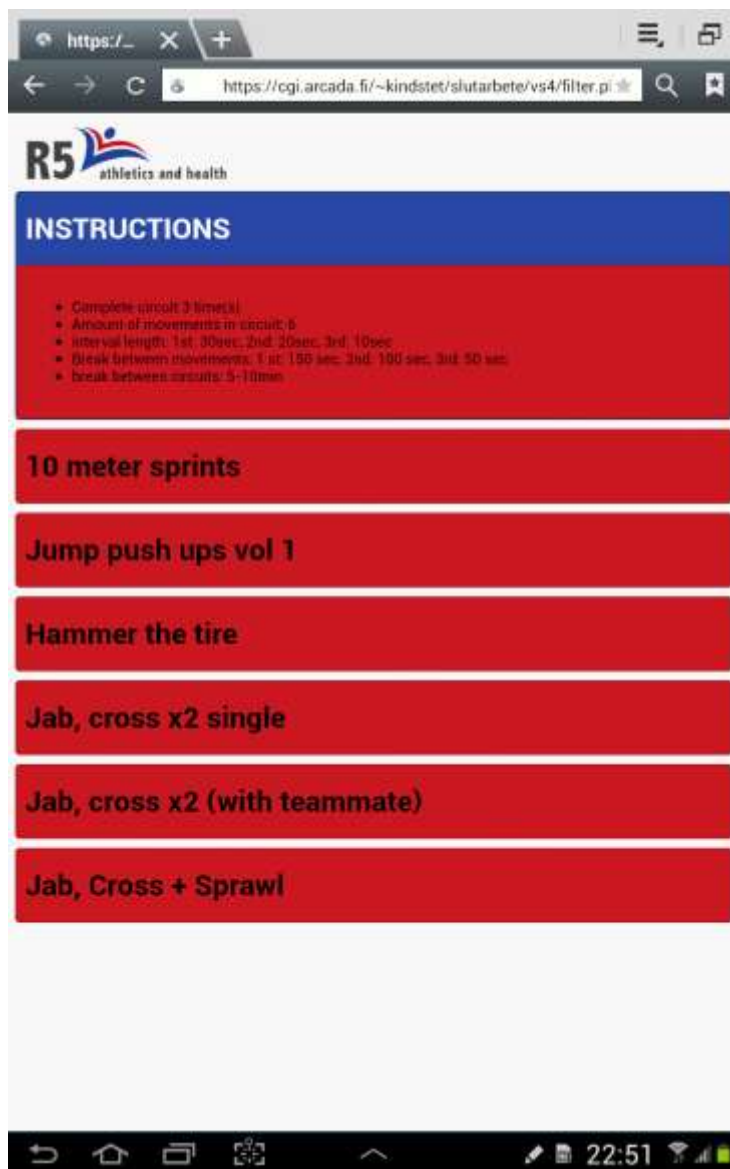 https:/_
https://cgi.arcada.fi/~kindstet/slutarbete/vs4/filter.pl
R5
athletics and health
INSTRUCTIONS
Complete circuit 3 time(s)
Amount of movements in circuit: 6
interval length: 1st: 30sec, 2nd: 20sec, 3rd: 10sec
Break between movements: 1 st: 150 sec, 2nd: 100 sec, 3rd: 50 sec
break between circuits: 5-10min
10 meter sprints
Jump push ups vol 1
Hammer the tire
Jab, cross x2 single
Jab, cross x2 (with teammate)
Jab, Cross + Sprawl
22:51